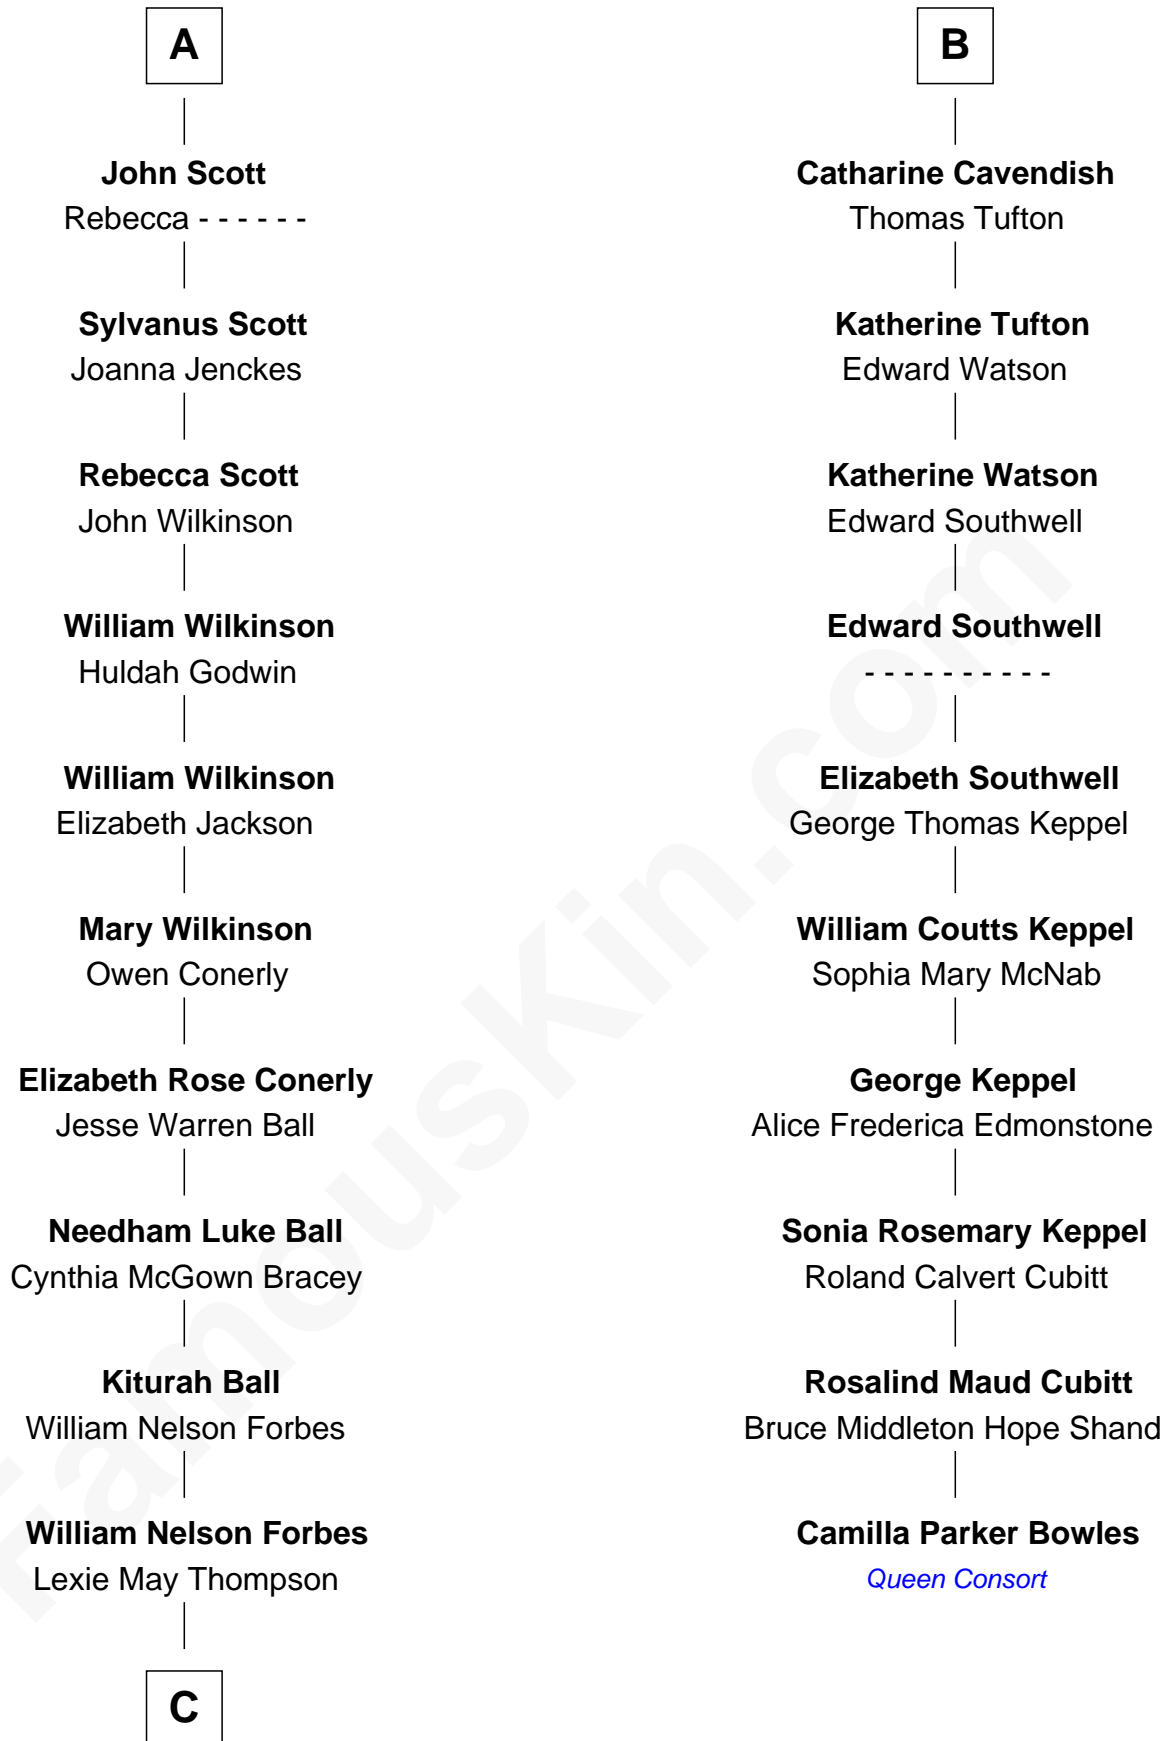 A
John Scott
Rebecca - - - - - -
Sylvanus Scott
Joanna Jenckes
Rebecca Scott
John Wilkinson
William Wilkinson
Huldah Godwin
William Wilkinson
Elizabeth Jackson
Mary Wilkinson
Owen Conerly
Elizabeth Rose Conerly
Jesse Warren Ball
Needham Luke Ball
Cynthia McGown Bracey
Kiturah Ball
William Nelson Forbes
William Nelson Forbes
Lexie May Thompson
C
B
Catharine Cavendish
Thomas Tufton
Katherine Tufton
Edward Watson
Katherine Watson
Edward Southwell
Edward Southwell
- - - - - - - - - -
Elizabeth Southwell
George Thomas Keppel
William Coutts Keppel
Sophia Mary McNab
George Keppel
Alice Frederica Edmonstone
Sonia Rosemary Keppel
Roland Calvert Cubitt
Rosalind Maud Cubitt
Bruce Middleton Hope Shand
Camilla Parker Bowles
Queen Consort
FamousKin.com